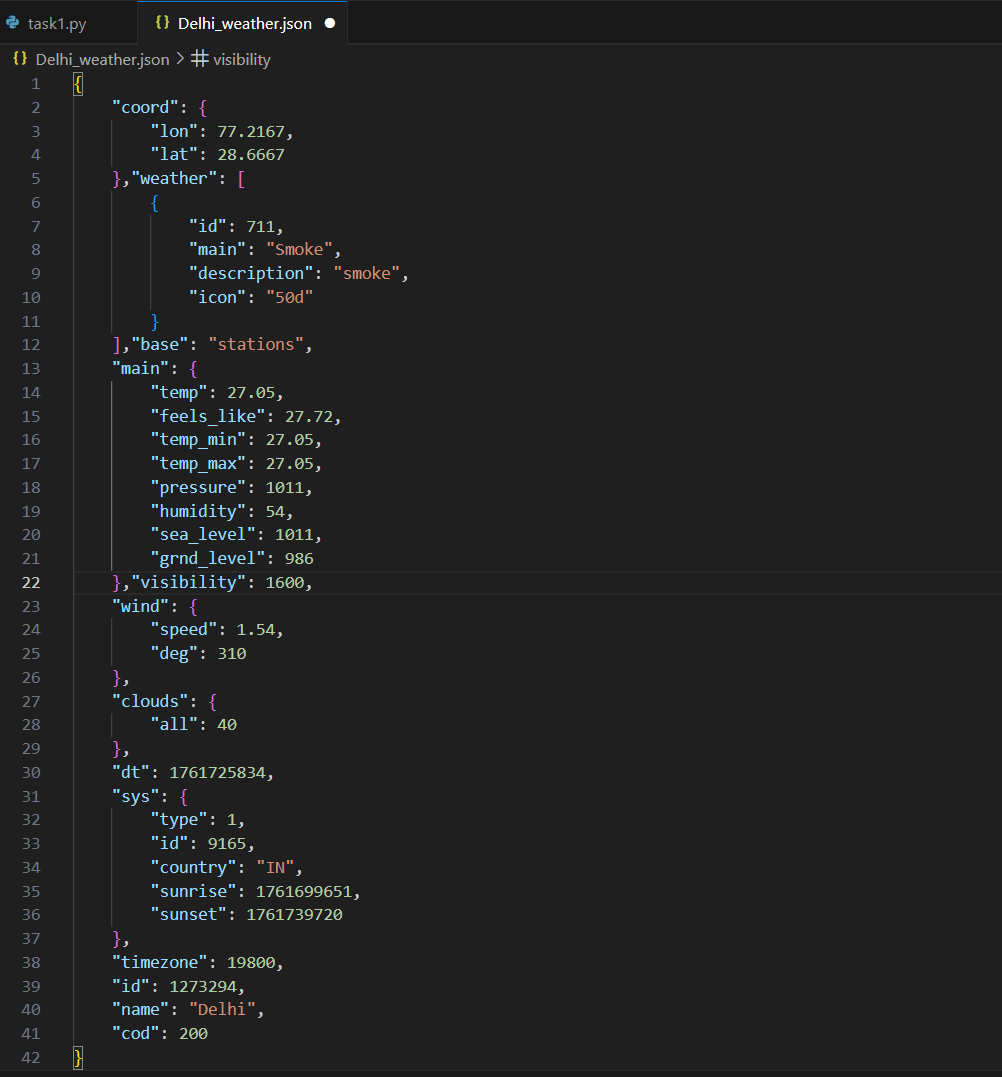 task1.py
{} Delhi_weather.json ●
{} Delhi_weather.json > # visibility
1 {
2     "coord": {
3         "lon": 77.2167,
4         "lat": 28.6667
5     },"weather": [
6         {
7             "id": 711,
8             "main": "Smoke",
9             "description": "smoke",
10             "icon": "50d"
11         }
12     ],"base": "stations",
13     "main": {
14         "temp": 27.05,
15         "feels_like": 27.72,
16         "temp_min": 27.05,
17         "temp_max": 27.05,
18         "pressure": 1011,
19         "humidity": 54,
20         "sea_level": 1011,
21         "grnd_level": 986
22     },"visibility": 1600,
23     "wind": {
24         "speed": 1.54,
25         "deg": 310
26     },
27     "clouds": {
28         "all": 40
29     },
30     "dt": 1761725834,
31     "sys": {
32         "type": 1,
33         "id": 9165,
34         "country": "IN",
35         "sunrise": 1761699651,
36         "sunset": 1761739720
37     },
38     "timezone": 19800,
39     "id": 1273294,
40     "name": "Delhi",
41     "cod": 200
42 }